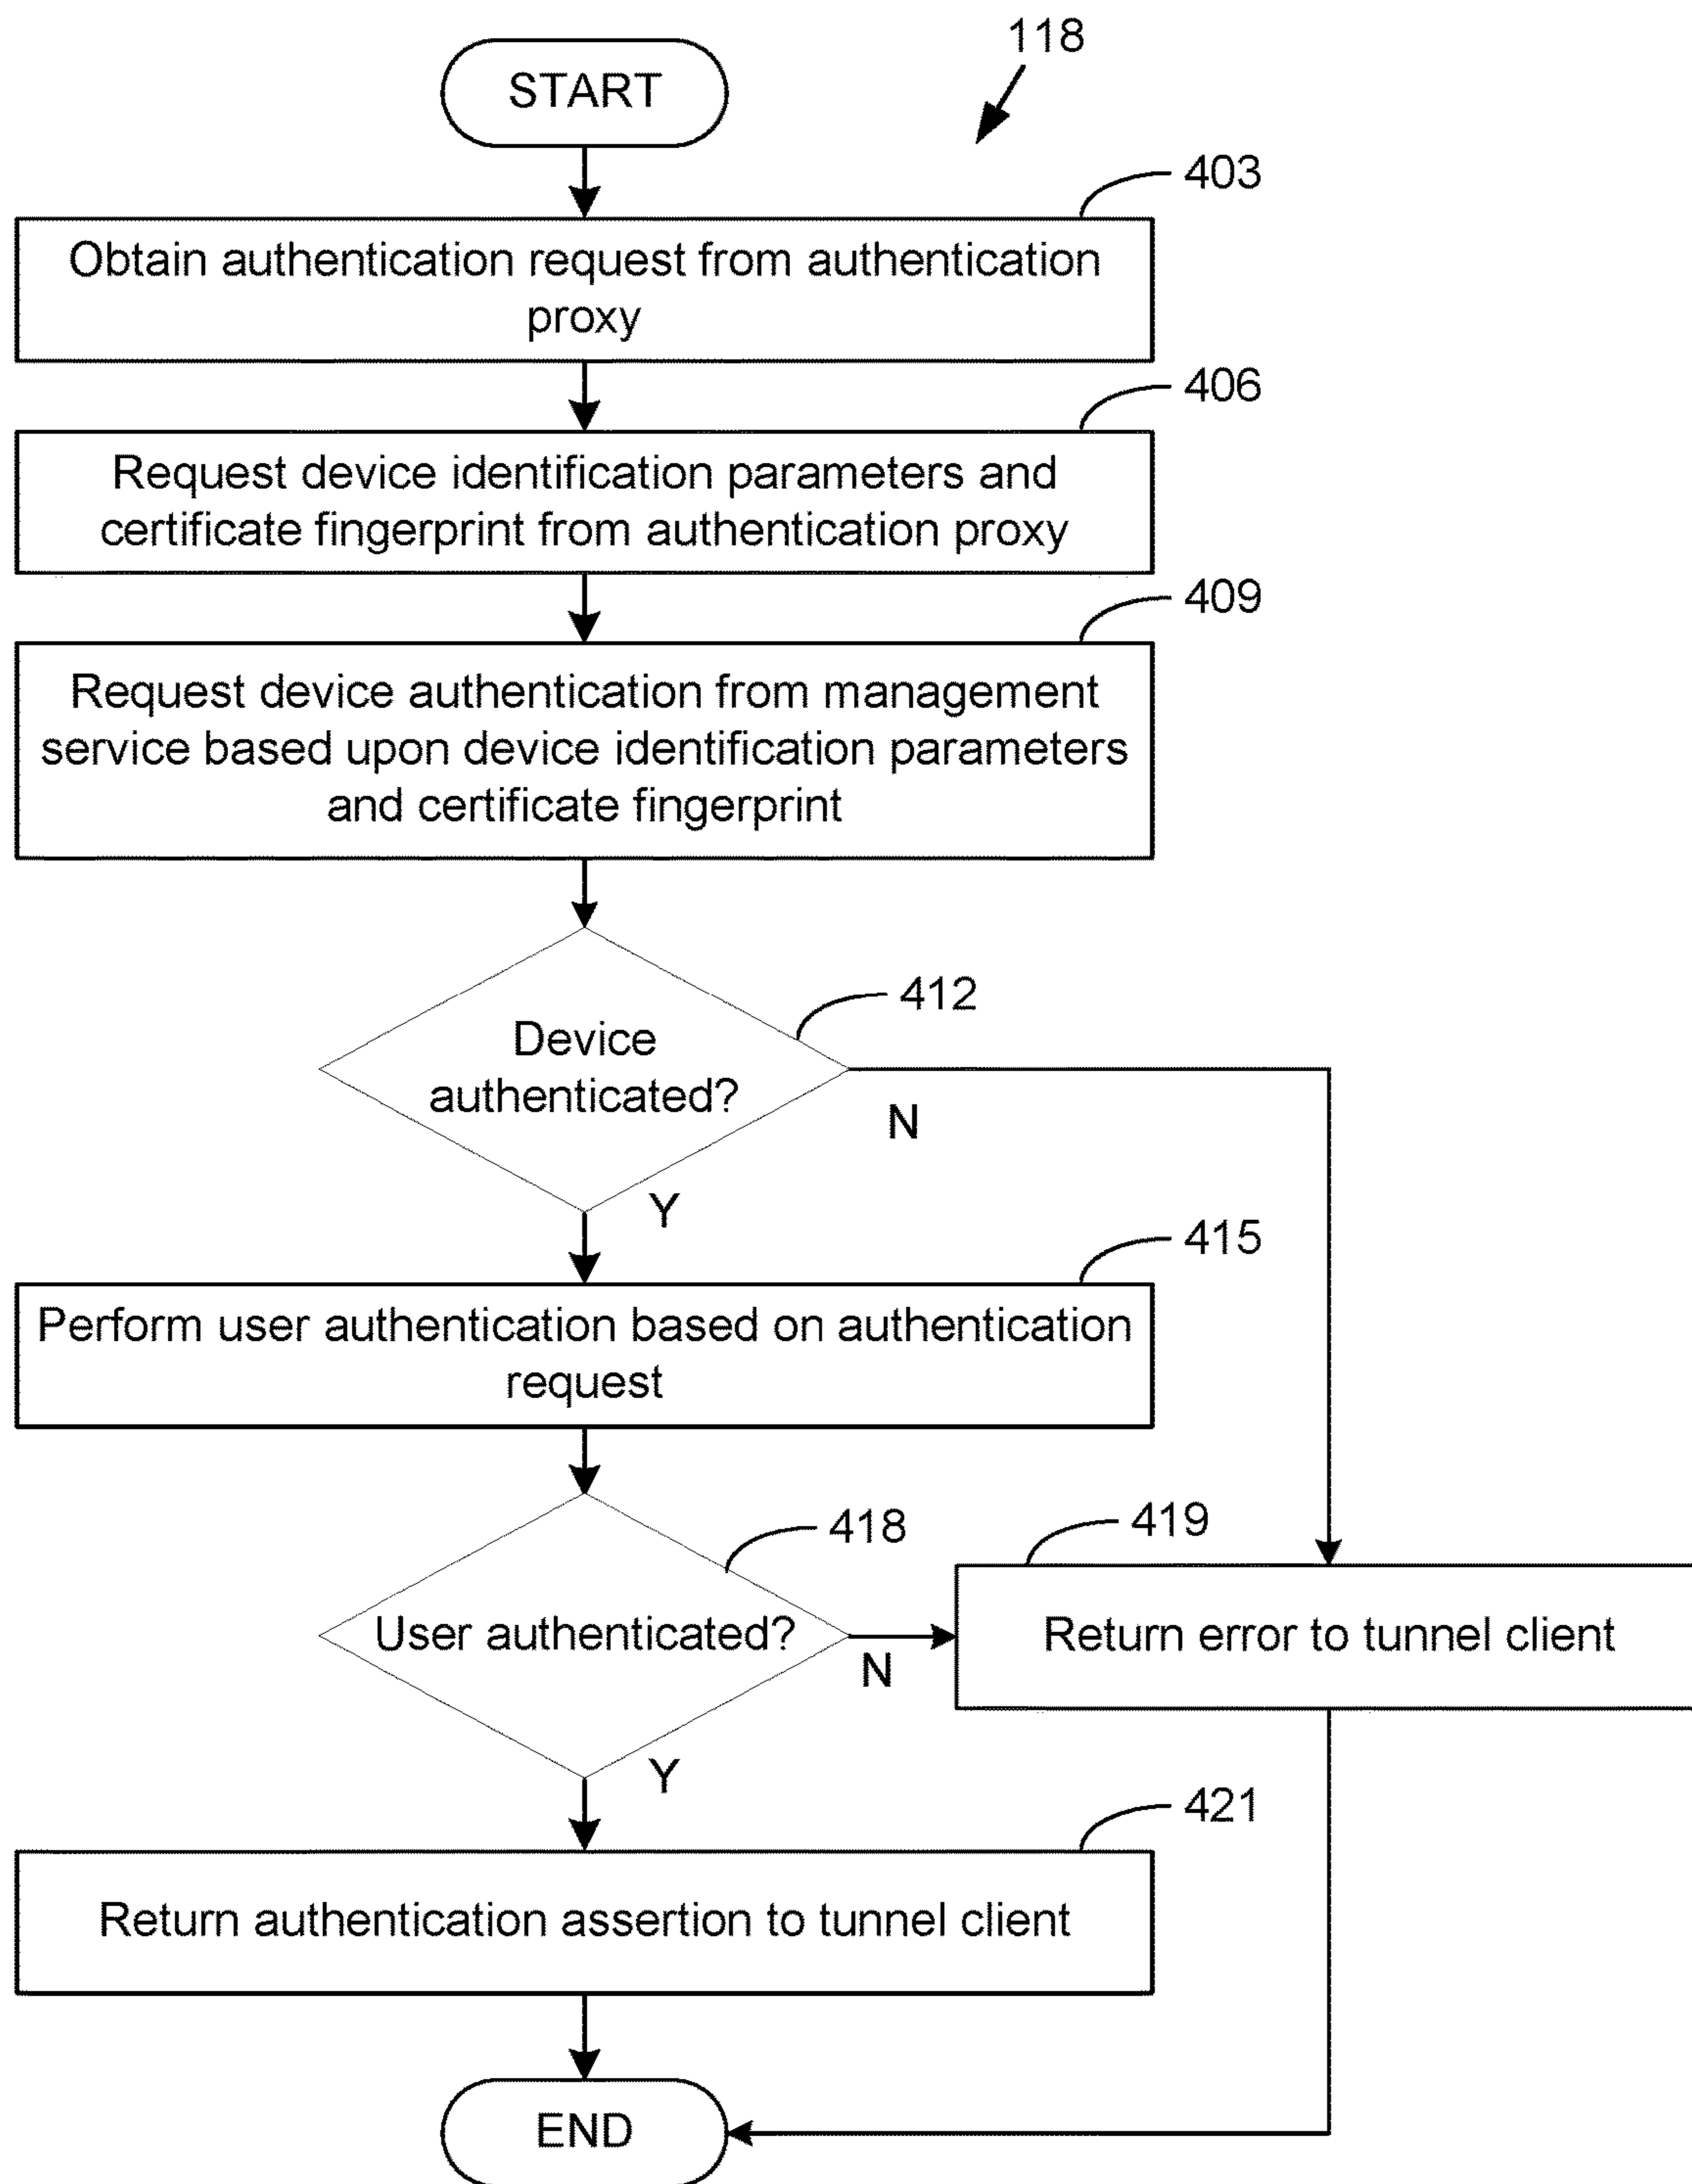 118
START
403
Obtain authentication request from authentication
proxy
406
Request device identification parameters and
certificate fingerprint from authentication proxy
409
Request device authentication from management
service based upon device identification parameters
and certificate fingerprint
412
Device
authenticated?
N
Y
415
Perform user authentication based on authentication
request
418
419
User authenticated?
N
Return error to tunnel client
Y
421
Return authentication assertion to tunnel client
END